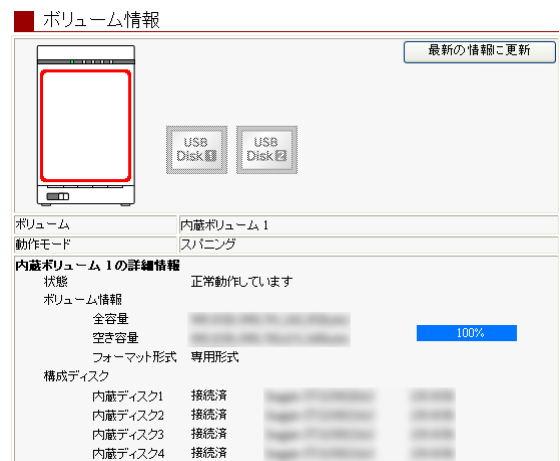 ボリューム情報
最新の情報に更新
USB
Disk 1
USB
Disk 2
ボリューム 内蔵ボリューム 1
動作モード スパニング
内蔵ボリューム 1の詳細情報
状態 正常動作しています
ボリューム情報
全容量
空き容量 100%
フォーマット形式 専用形式
構成ディスク
内蔵ディスク1 接続済
内蔵ディスク2 接続済
内蔵ディスク3 接続済
内蔵ディスク4 接続済